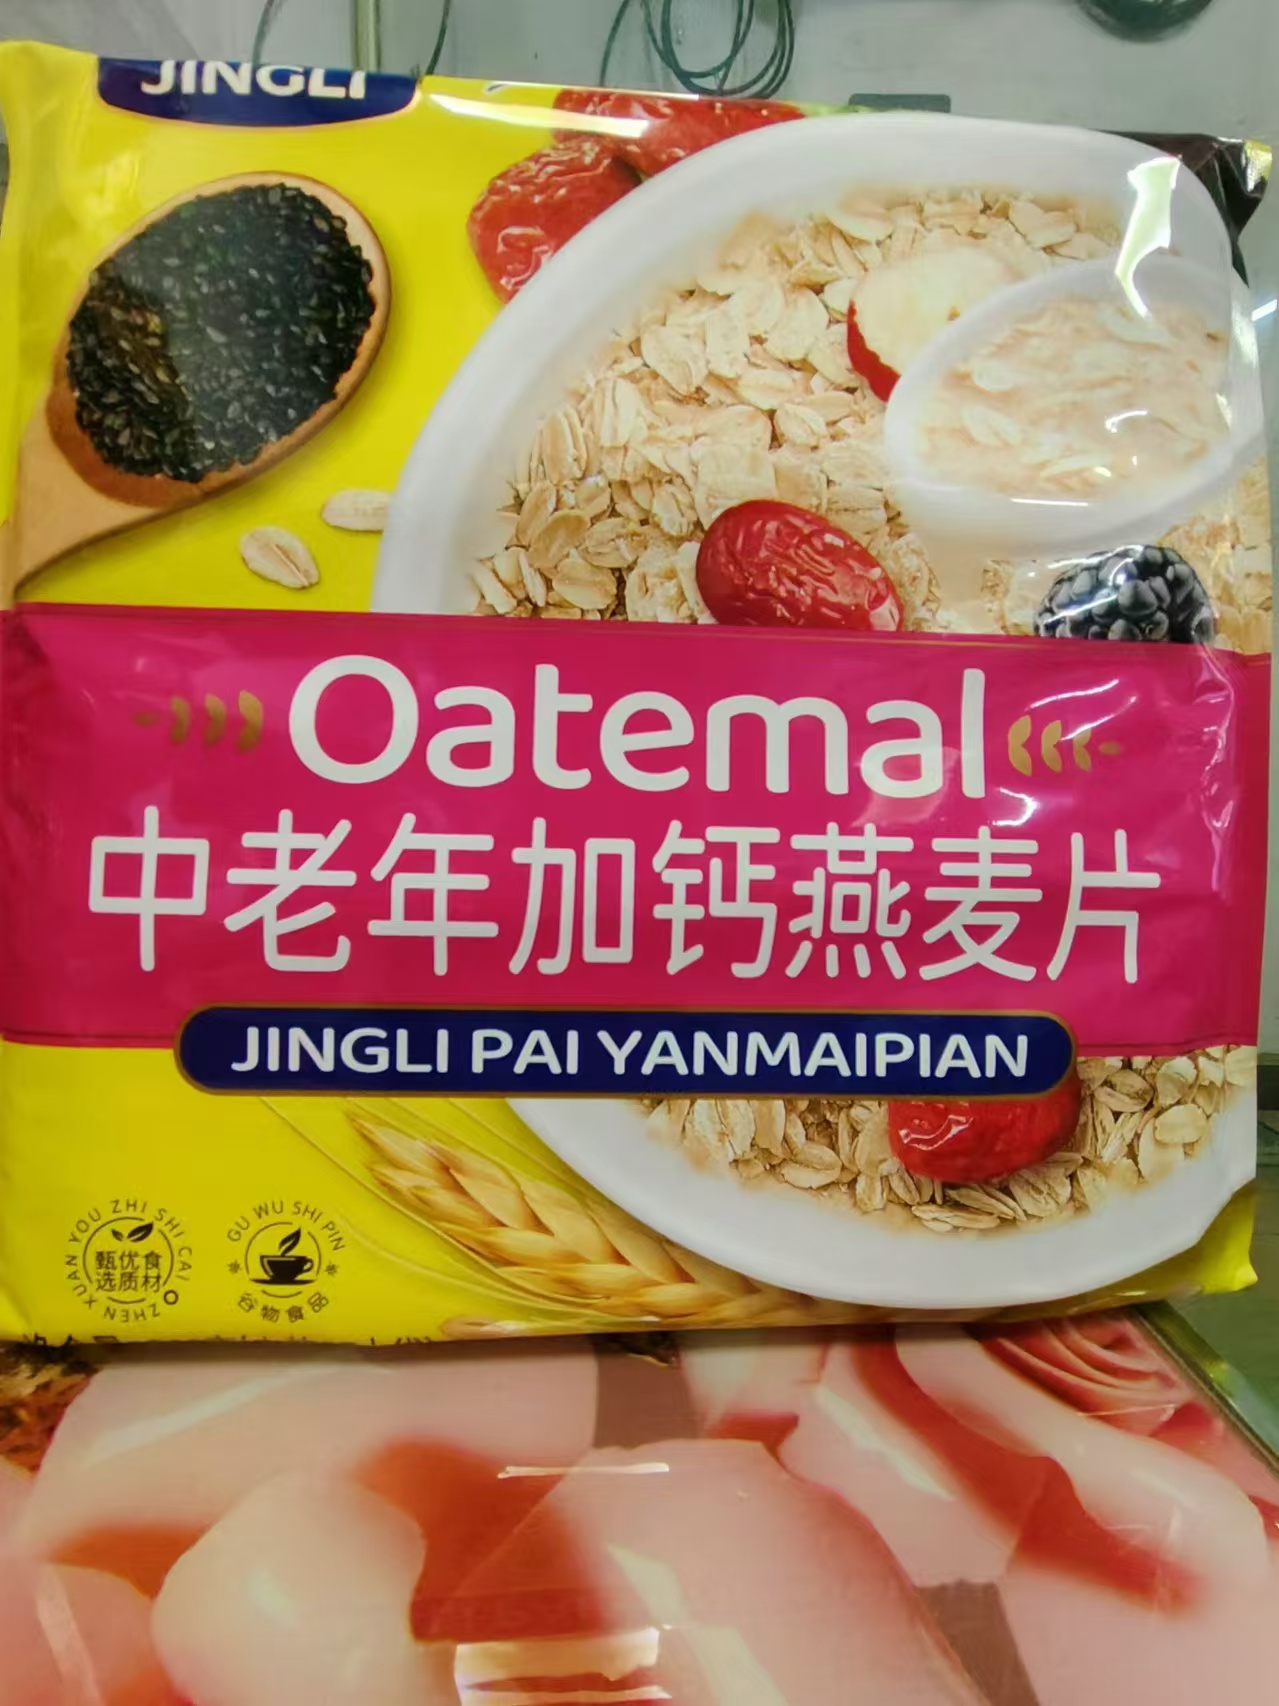 JINGLI
Oatemal
中老年加钙燕麦片
JINGLI PAI YANMAIPIAN
ZHEN XUAN YOU ZHI SHI CAI
甄优食
选质材
GU WU SHI PIN
谷物食品